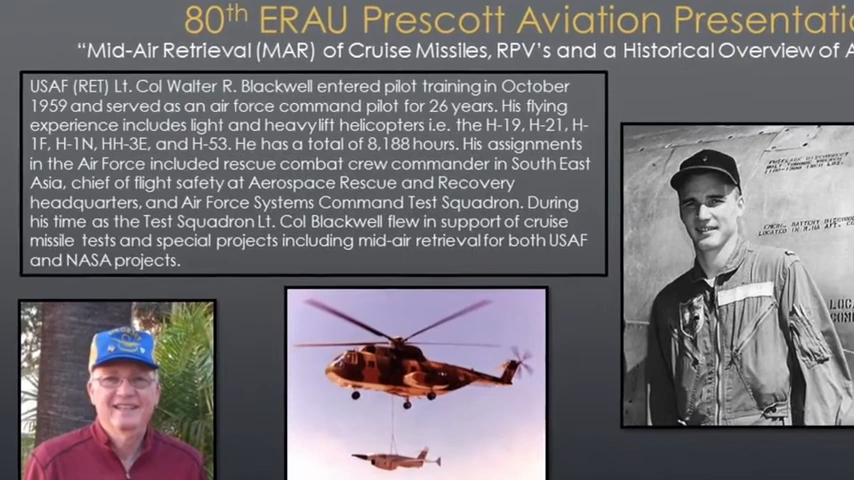 80th ERAU Prescott Aviation Presentati
“Mid-Air Retrieval (MAR) of Cruise Missiles, RPV's and a Historical Overview of A
USAF (RET) Lt. Col Walter R. Blackwell entered pilot training in October
1959 and served as an air force command pilot for 26 years. His flying
experience includes light and heavy lift helicopters i.e. the H-19, H-21, H-
1F, H-1N, HH-3E, and H-53. He has a total of 8,188 hours. His assignments
in the Air Force included rescue combat crew commander in South East
Asia, chief of flight safety at Aerospace Rescue and Recovery
headquarters, and Air Force Systems Command Test Squadron. During
his time as the Test Squadron Lt. Col Blackwell flew in support of cruise
missile tests and special projects including mid-air retrieval for both USAF
and NASA projects.
LOC